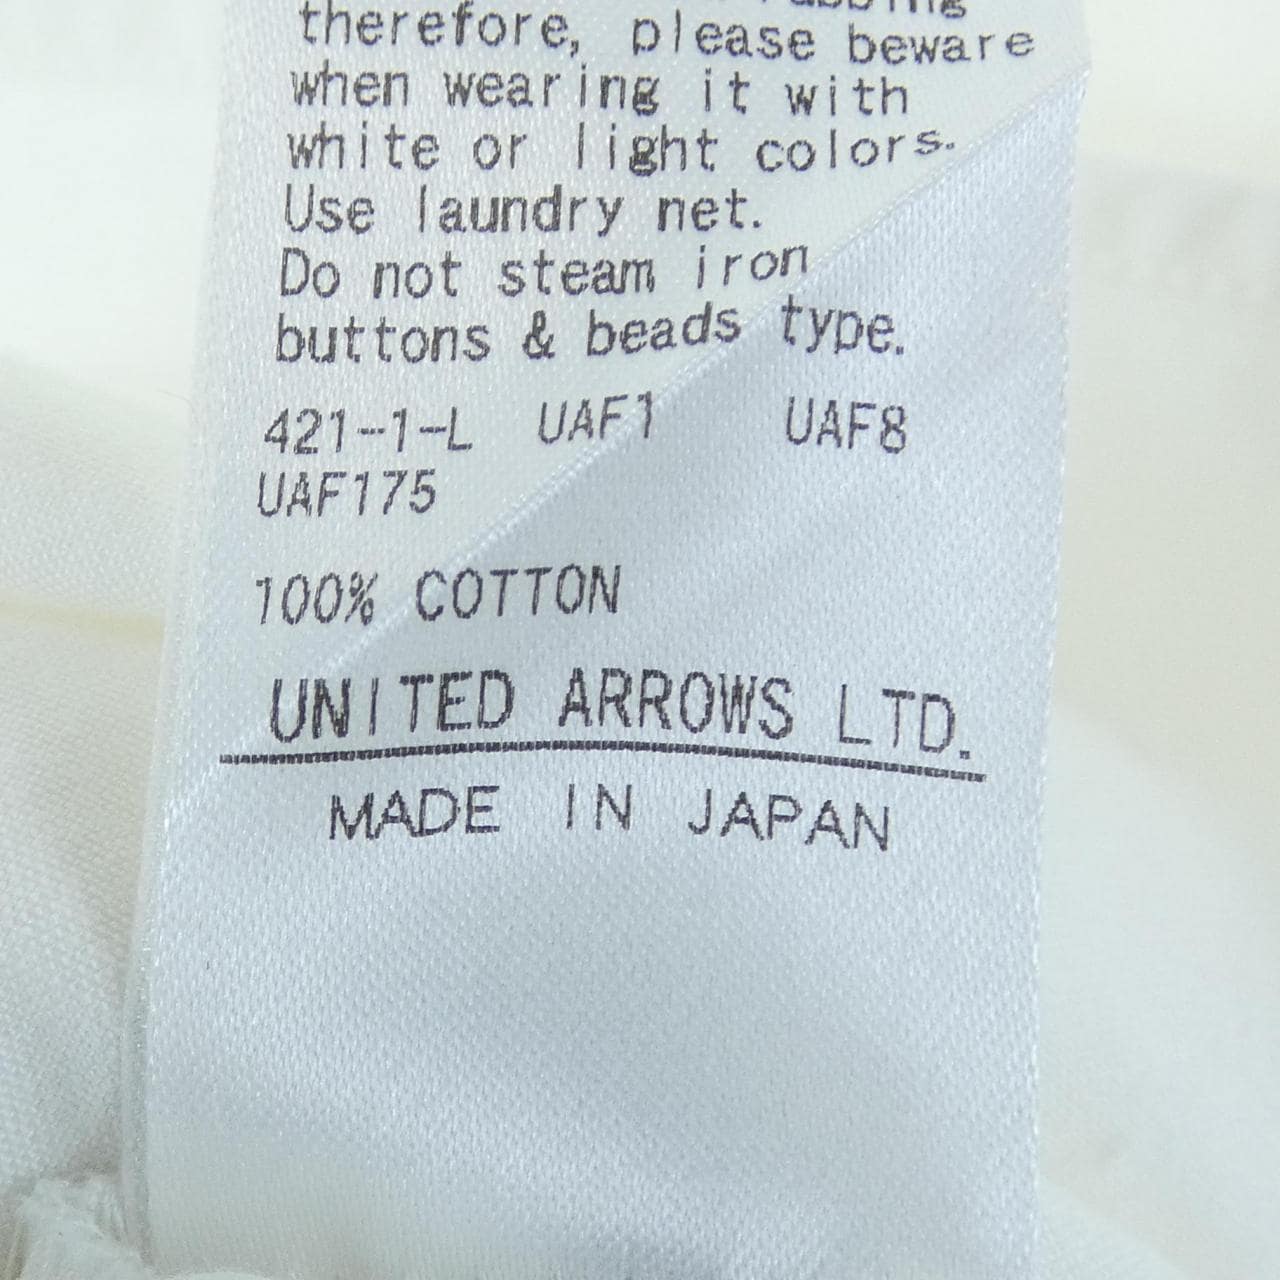 therefore, please beware
when wearing it with
white or light colors.
Use laundry net.
Do not steam iron
buttons & beads type.
421-1-L UAF1 UAF8
UAF175
100% COTTON
UNITED ARROWS LTD.
MADE IN JAPAN